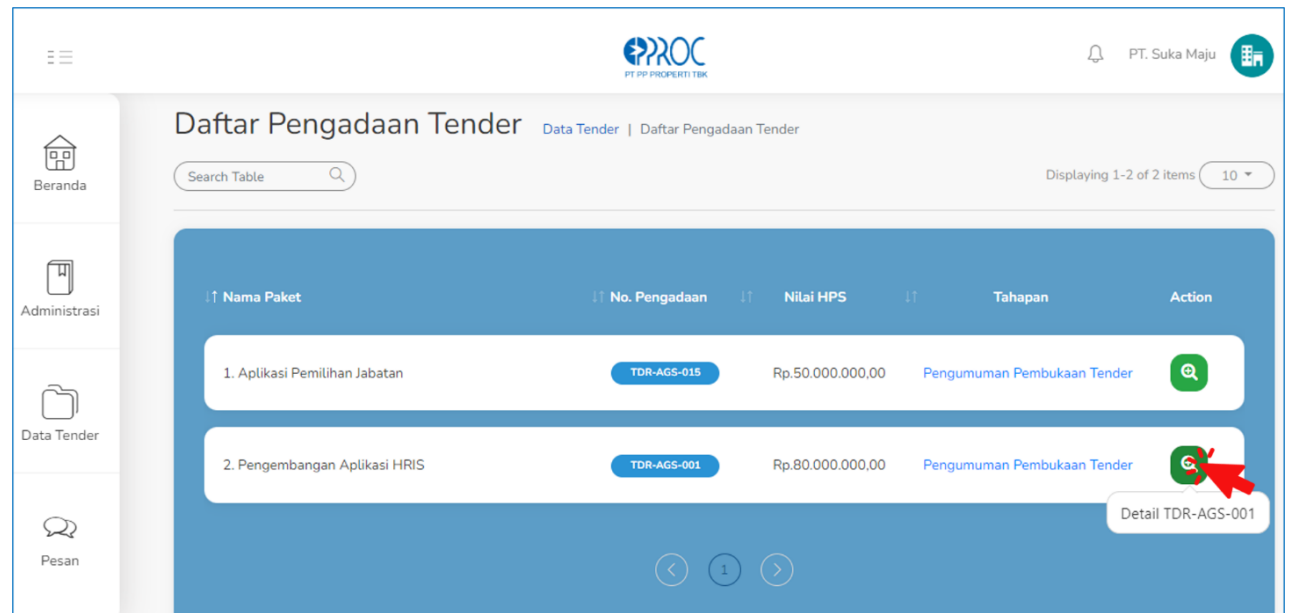 EPROC
PT PP PROPERTI TBK
PT. Suka Maju
Daftar Pengadaan Tender
Data Tender | Daftar Pengadaan Tender
Search Table
Displaying 1-2 of 2 items
10
Beranda
Administrasi
Data Tender
Pesan
Nama Paket
No. Pengadaan
Nilai HPS
Tahapan
Action
1. Aplikasi Pemilihan Jabatan
TDR-AGS-015
Rp.50.000.000,00
Pengumuman Pembukaan Tender
2. Pengembangan Aplikasi HRIS
TDR-AGS-001
Rp.80.000.000,00
Pengumuman Pembukaan Tender
Detail TDR-AGS-001
1